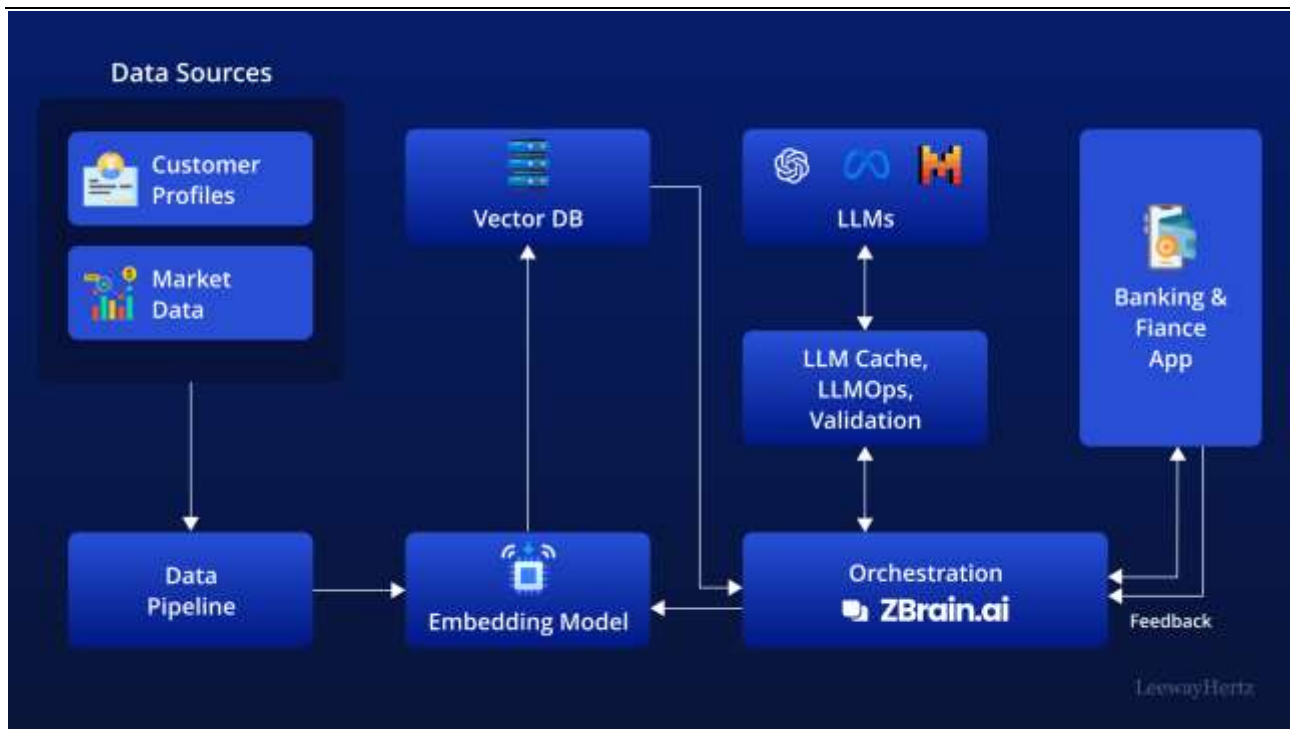 Data Sources
Customer
Profiles
Market
Data
Vector DB
LLMs
Banking &
Fiance
App
LLM Cache,
LLMOps,
Validation
Data
Pipeline
Embedding Model
Orchestration
ZBrain.ai
Feedback
LeewayHertz